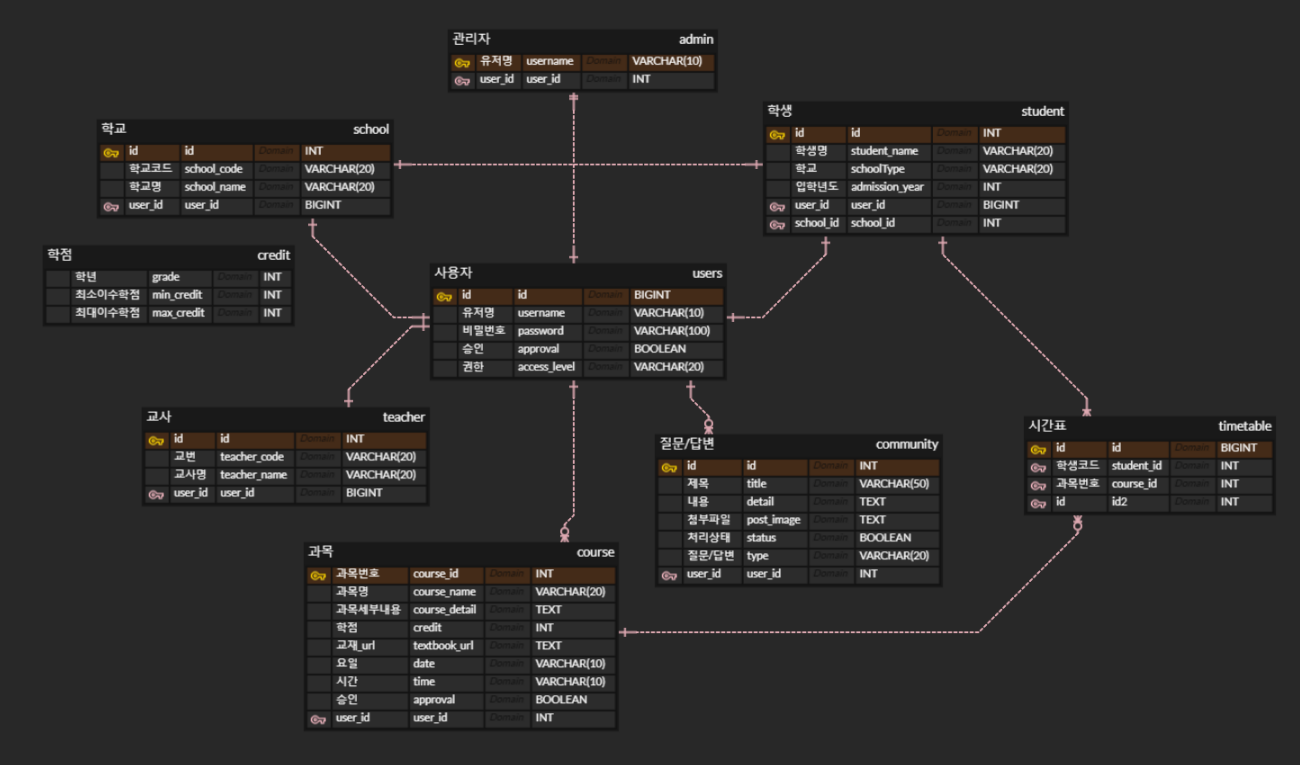 관리자 admin
유저명 username Domain VARCHAR(10)
user_id user_id Domain INT
학교 school
id id Domain INT
학교코드 school_code Domain VARCHAR(20)
학교명 school_name Domain VARCHAR(20)
user_id user_id Domain BIGINT
학생 student
id id Domain INT
학생명 student_name Domain VARCHAR(20)
학교 schoolType Domain VARCHAR(20)
입학년도 admission_year Domain INT
user_id user_id Domain BIGINT
school_id school_id Domain INT
학점 credit
학년 grade Domain INT
최소이수학점 min_credit Domain INT
최대이수학점 max_credit Domain INT
사용자 users
id id Domain BIGINT
유저명 username Domain VARCHAR(10)
비밀번호 password Domain VARCHAR(100)
승인 approval Domain BOOLEAN
권한 access_level Domain VARCHAR(20)
교사 teacher
id id Domain INT
교번 teacher_code Domain VARCHAR(20)
교사명 teacher_name Domain VARCHAR(20)
user_id user_id Domain BIGINT
질문/답변 community
id id Domain INT
제목 title Domain VARCHAR(50)
내용 detail Domain TEXT
첨부파일 post_image Domain TEXT
처리상태 status Domain BOOLEAN
질문/답변 type Domain VARCHAR(20)
user_id user_id Domain INT
시간표 timetable
id id Domain BIGINT
학생코드 student_id Domain INT
과목번호 course_id Domain INT
id id2 Domain INT
과목 course
과목번호 course_id Domain INT
과목명 course_name Domain VARCHAR(20)
과목세부내용 course_detail Domain TEXT
학점 credit Domain INT
교재_url textbook_url Domain TEXT
요일 date Domain VARCHAR(10)
시간 time Domain VARCHAR(10)
승인 approval Domain BOOLEAN
user_id user_id Domain INT